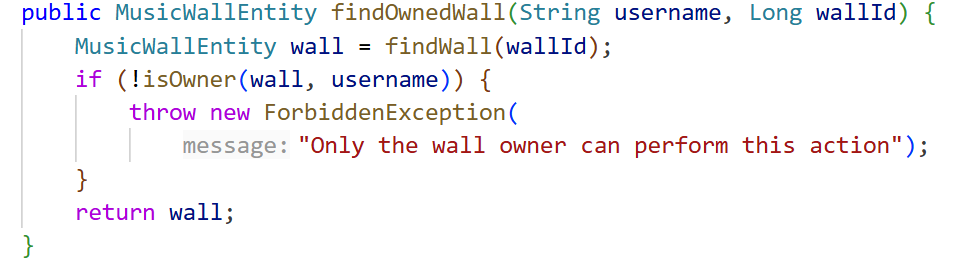 public MusicWallEntity findOwnedWall(String username, Long wallId) {
MusicWallEntity wall = findWall(wallId);
if (!isOwner(wall, username)) {
throw new ForbiddenException(
message: "Only the wall owner can perform this action");
}
return wall;
}